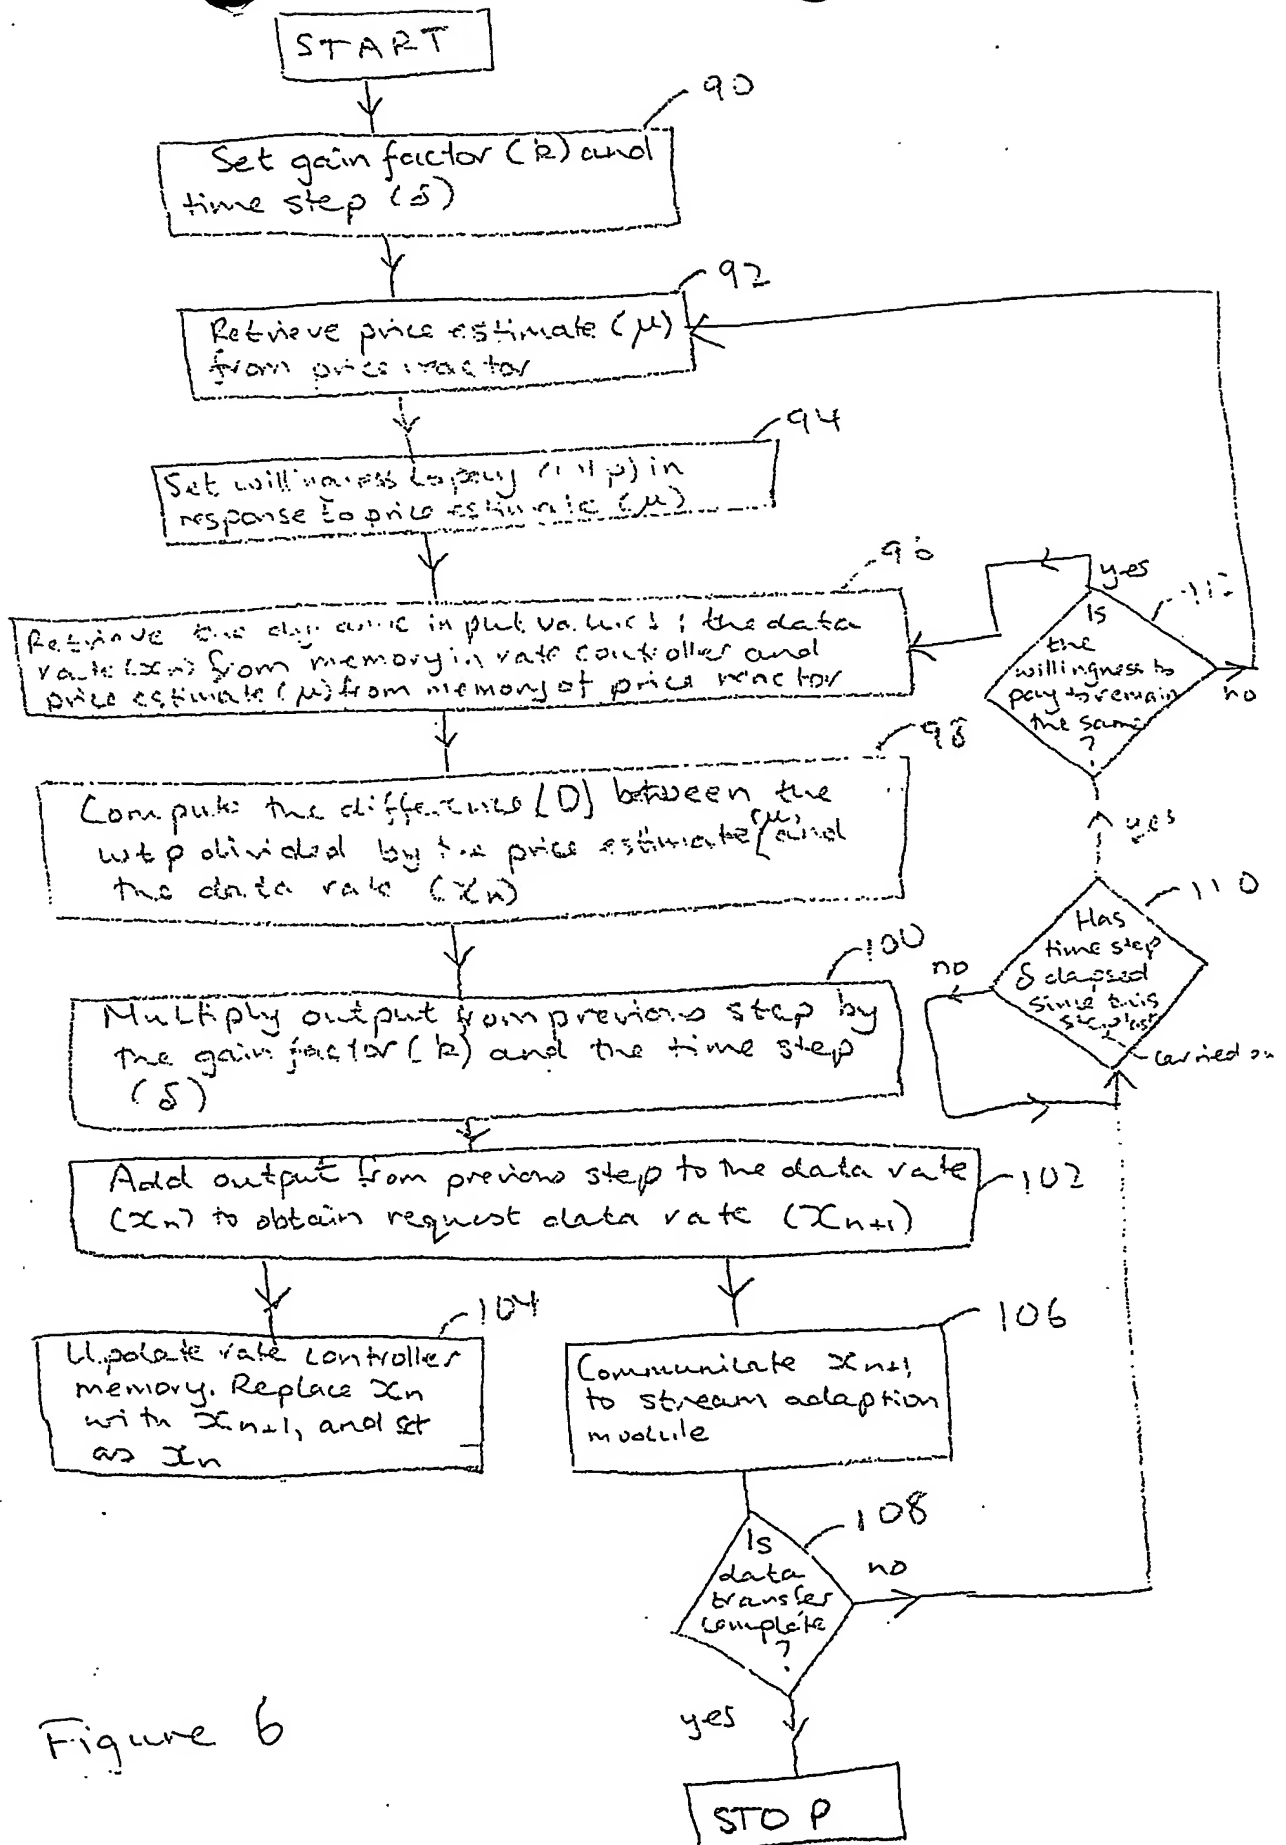 START
90
Set gain factor (k) and
time step (δ)
92
Retrieve price estimate (μ)
from price reactor
94
Set willingness to pay (wtp) in
response to price estimate (μ)
96
Retrieve the dynamic input values; the data
rate (xn) from memory in rate controller and
price estimate (μ) from memory of price reactor
98
Compute the difference (D) between the
wtp divided by the price estimate (μ) and
the data rate (xn)
100
Multiply output from previous step by
the gain factor (k) and the time step
(δ)
102
Add output from previous step to the data rate
(xn) to obtain request data rate (xn+1)
104
Update rate controller
memory. Replace xn
with xn+1, and set
as xn
106
Communicate xn+1
to stream adaption
module
108
Is
data
transfer
complete
?
no
yes
STOP
110
Has
time step
δ elapsed
since this
step last
carried
?
no
yes
112
Is
the
willingness to
pay to remain
the same
?
yes
no
Figure 6